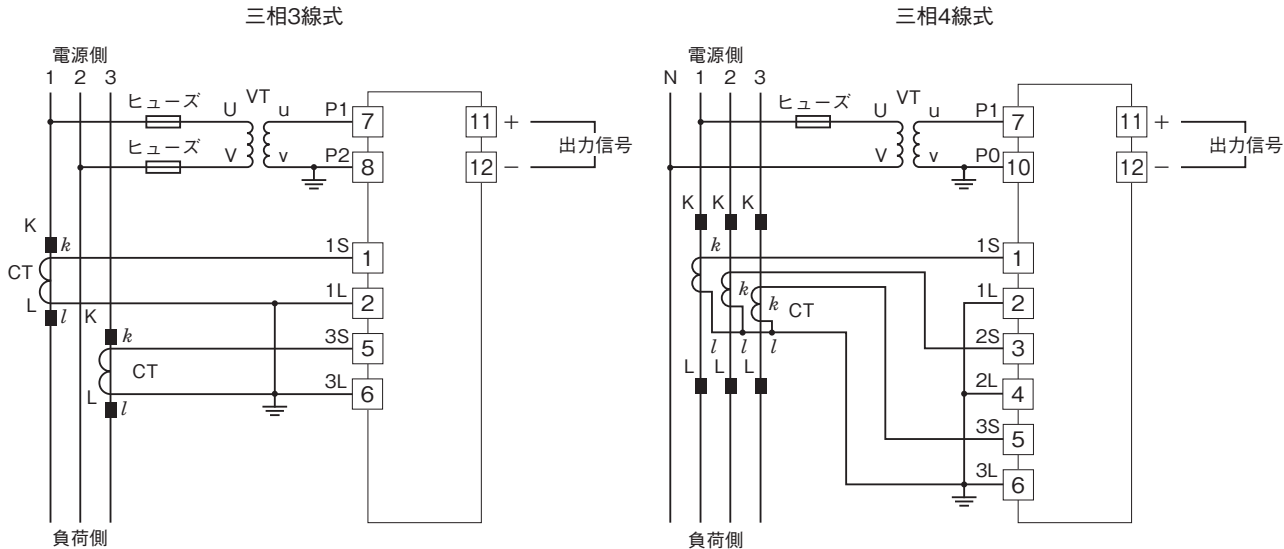 三相3線式
電源側
1 2 3
ヒューズ U VT u P1 7 11 +
ヒューズ V v P2 8 12 −
出力信号
K k 1S 1
CT
L l 1L 2
K k 3S 5
CT
L l 3L 6
負荷側
三相4線式
電源側
N 1 2 3
ヒューズ U VT u P1 7 11 +
V v P0 10 12 −
出力信号
K K K
k 1S 1
k k CT 1L 2
l l l 2S 3
L L L
2L 4
3S 5
3L 6
負荷側